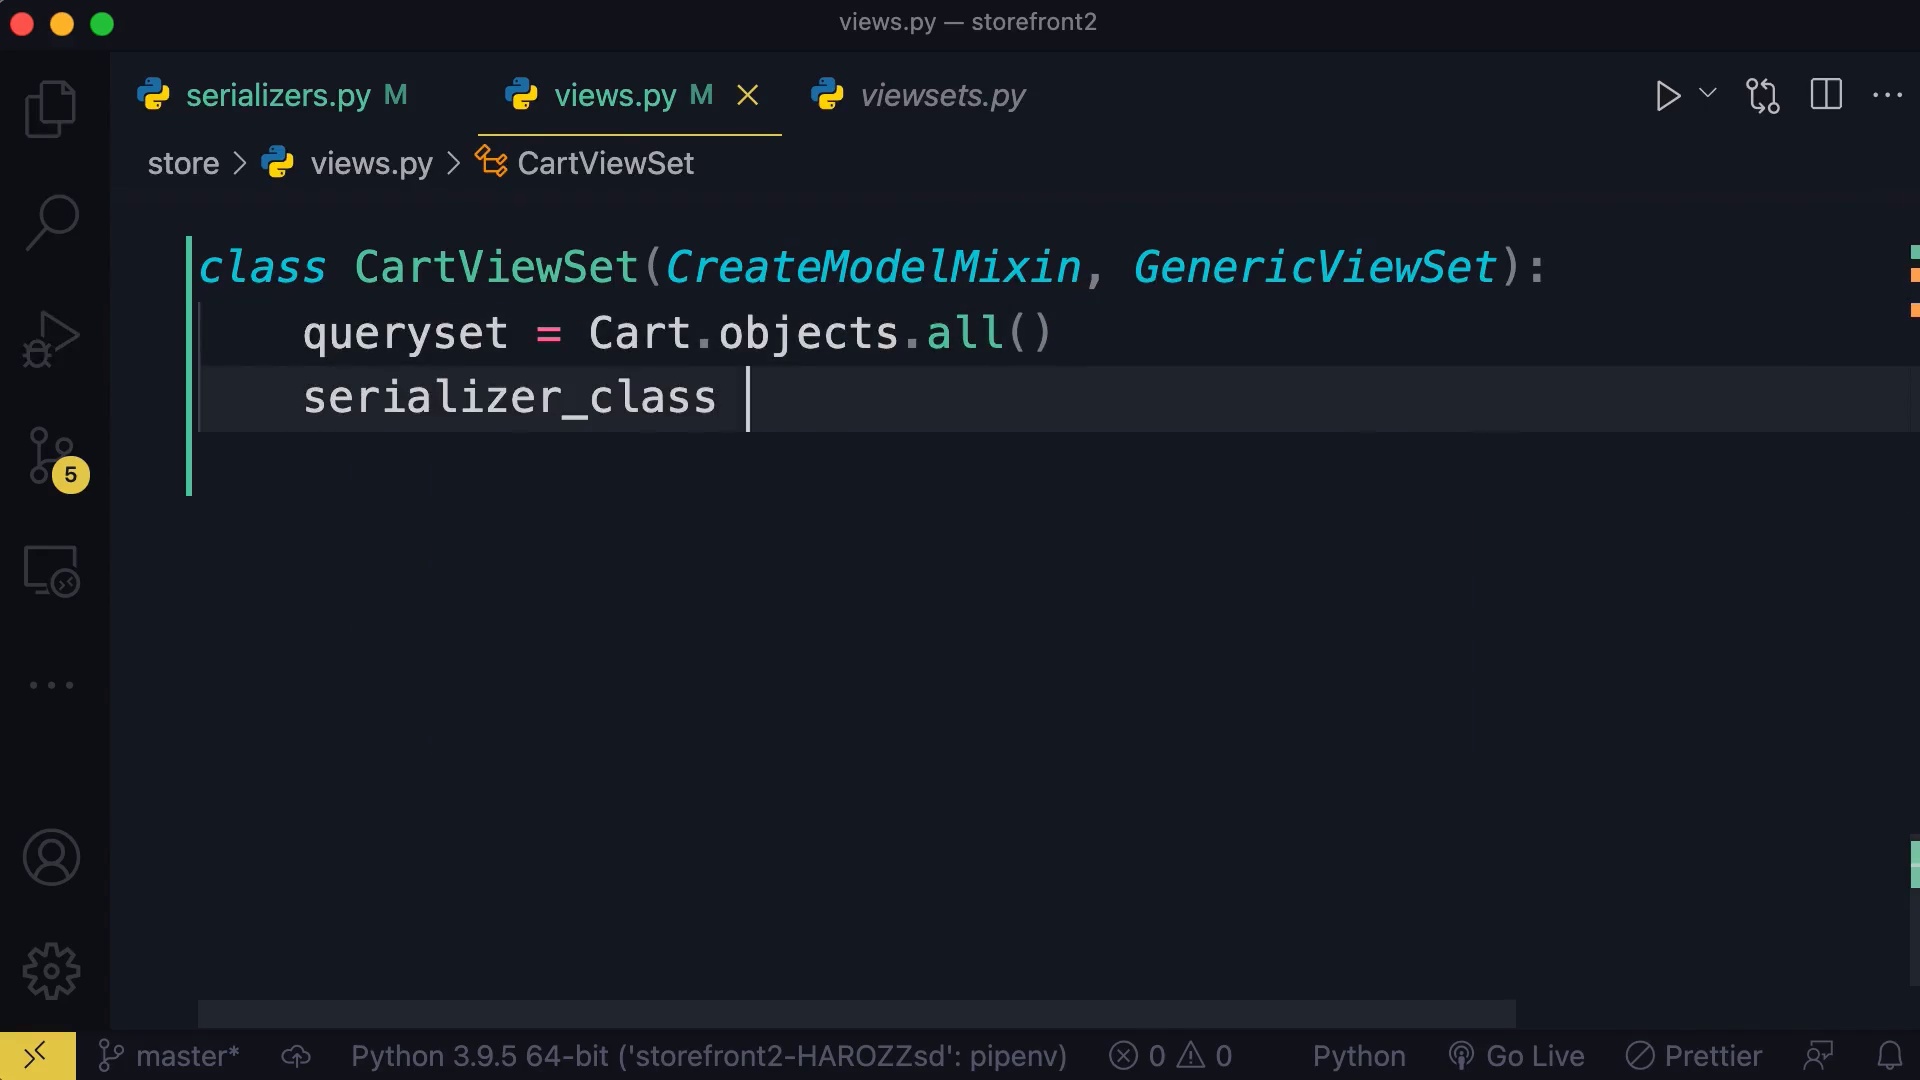 views.py — storefront2
serializers.py M views.py M viewsets.py
store > views.py > CartViewSet
class CartViewSet(CreateModelMixin, GenericViewSet):
queryset = Cart.objects.all()
serializer_class
5
master* Python 3.9.5 64-bit ('storefront2-HAROZZsd': pipenv) 0 0 Python Go Live Prettier